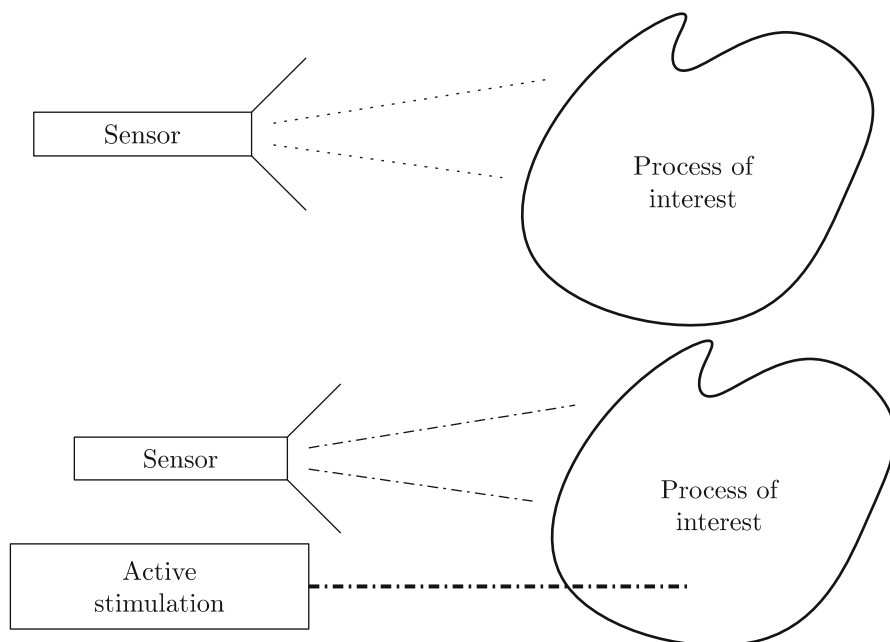 Sensor
Process of
interest
Sensor
Process of
interest
Active
stimulation